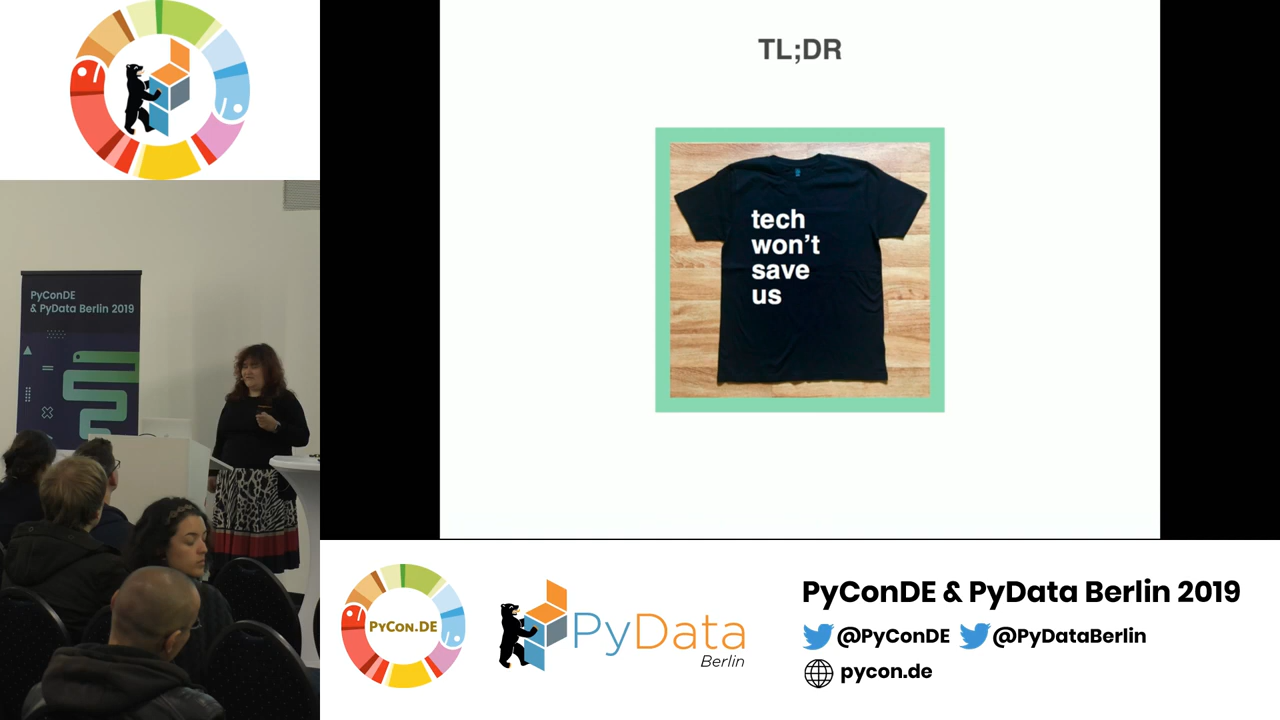 TL;DR
tech
won't
save
us
PyConDE
& PyData Berlin 2019
PyCon.DE
PyData
Berlin
PyConDE & PyData Berlin 2019
@PyConDE @PyDataBerlin
pycon.de